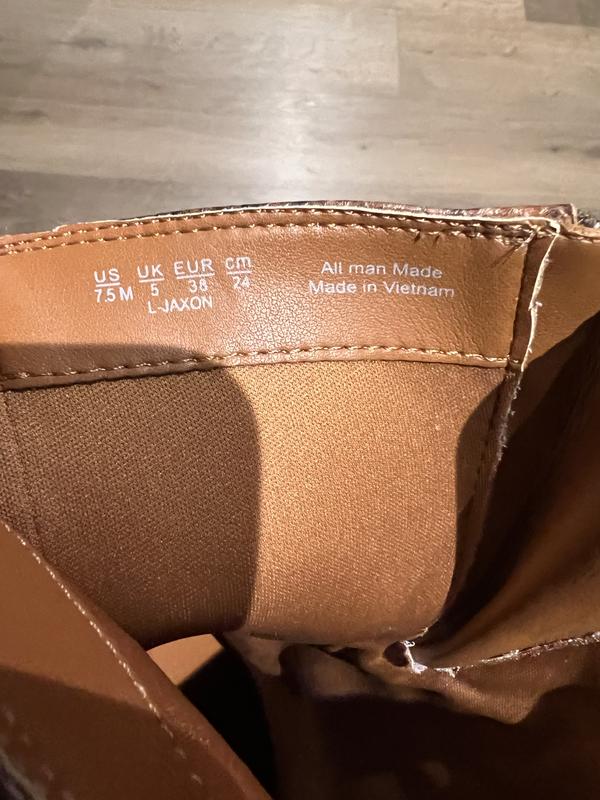 US UK EUR cm
7.5 M 5 38 24
L-JAXON
All man Made
Made in Vietnam